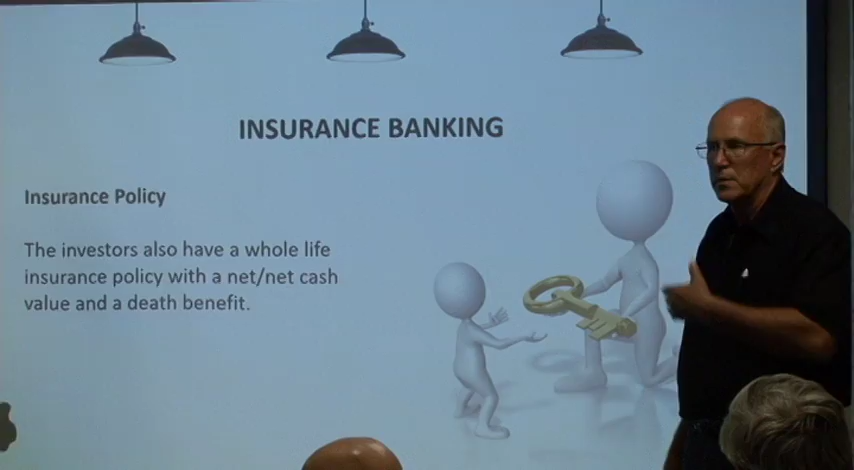 INSURANCE BANKING
Insurance Policy
The investors also have a whole life
insurance policy with a net/net cash
value and a death benefit.